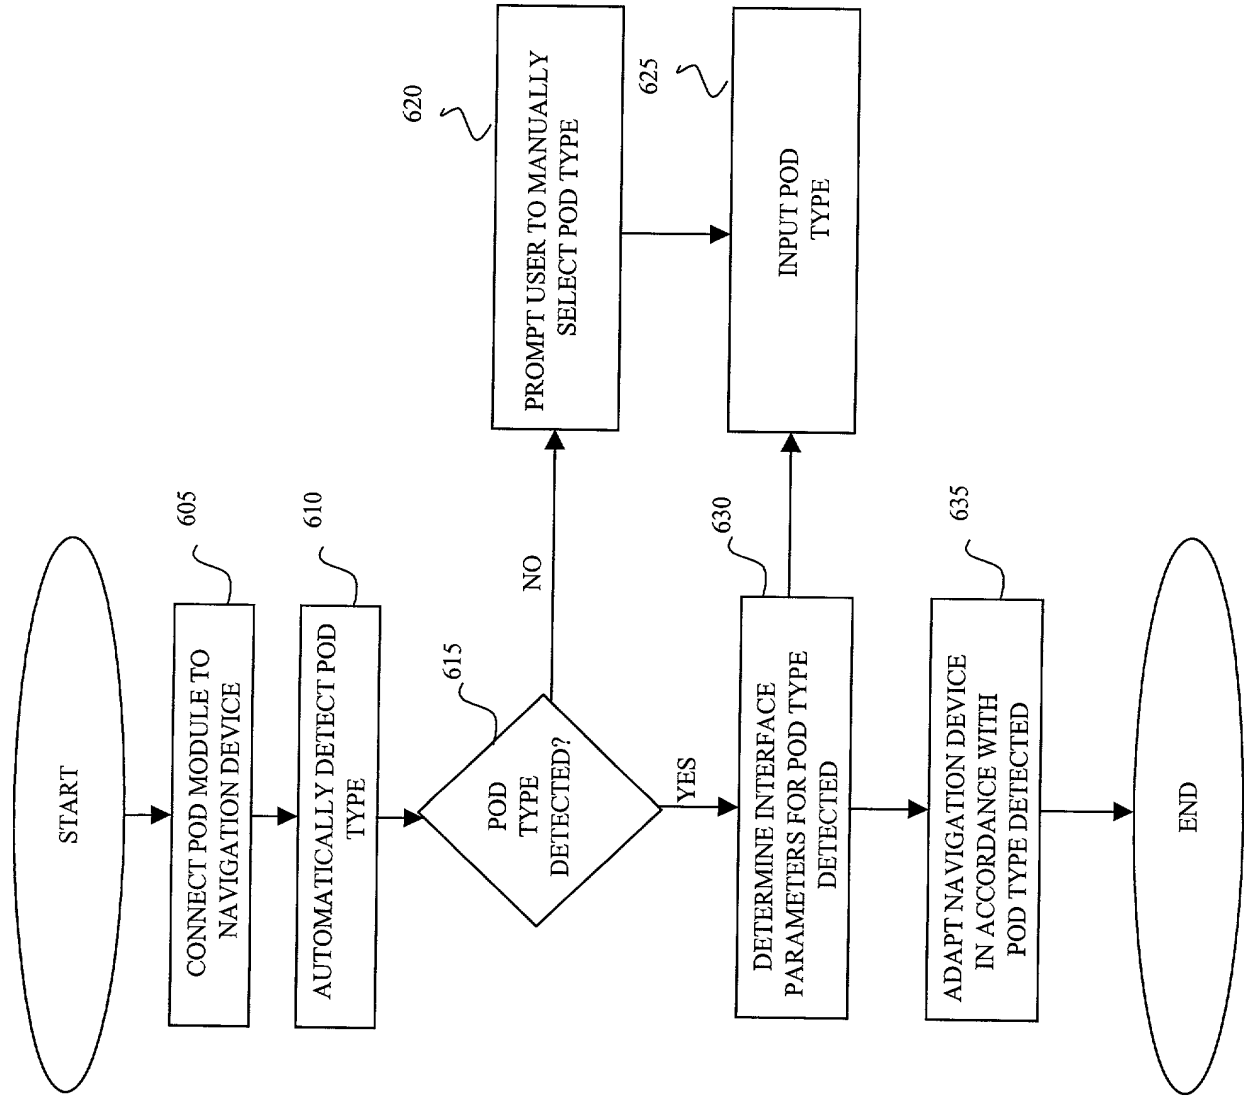 START
605
CONNECT POD MODULE TO
NAVIGATION DEVICE
610
AUTOMATICALLY DETECT POD
TYPE
615
POD
TYPE
DETECTED?
NO
620
PROMPT USER TO MANUALLY
SELECT POD TYPE
625
INPUT POD
TYPE
YES
630
DETERMINE INTERFACE
PARAMETERS FOR POD TYPE
DETECTED
635
ADAPT NAVIGATION DEVICE
IN ACCORDANCE WITH
POD TYPE DETECTED
END